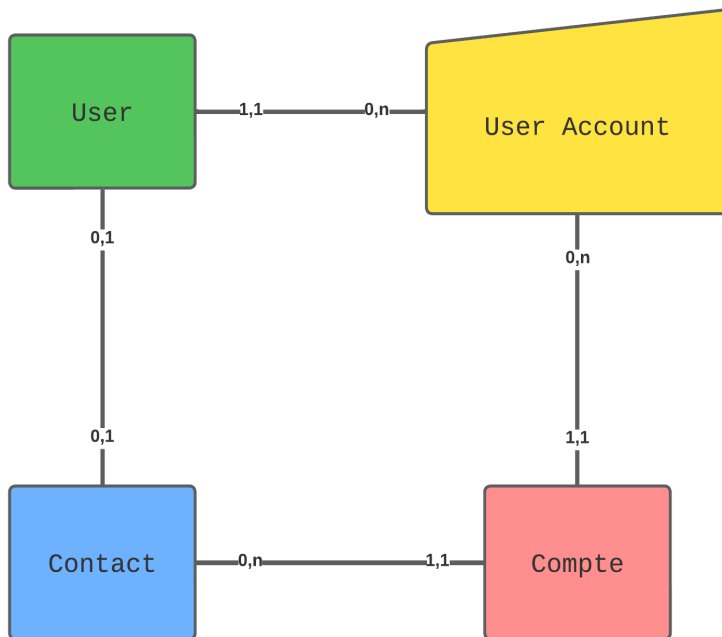 User
1,1
0,n
User Account
0,1
0,n
0,1
1,1
Contact
0,n
1,1
Compte